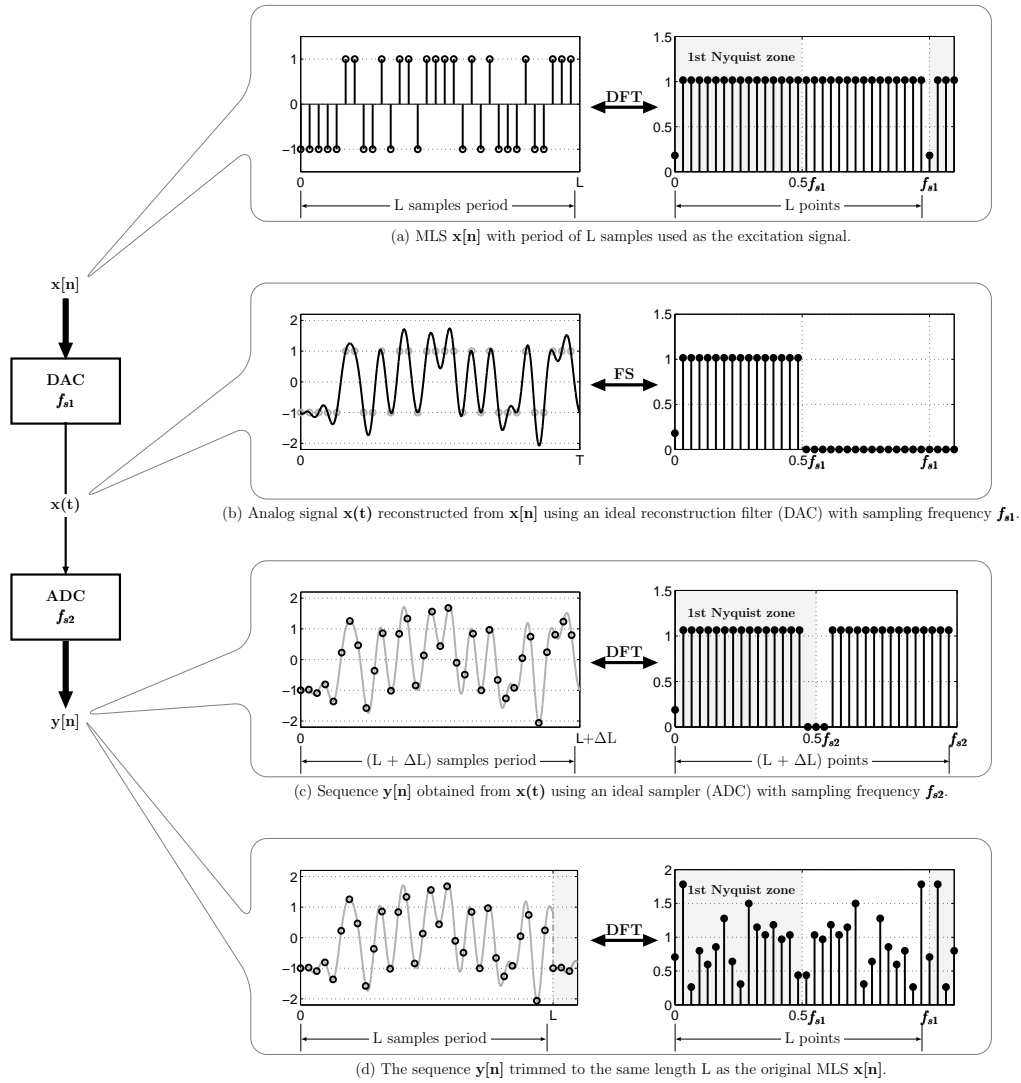 1
0
−1
0
L
L samples period
DFT
1.5
1
0.5
0
1st Nyquist zone
0
0.5fs1
fs1
L points
(a) MLS x[n] with period of L samples used as the excitation signal.
x[n]
DAC
fs1
x(t)
ADC
fs2
y[n]
2
1
0
−1
−2
0
T
FS
1.5
1
0.5
0
0
0.5fs1
fs1
(b) Analog signal x(t) reconstructed from x[n] using an ideal reconstruction filter (DAC) with sampling frequency fs1.
2
1
0
−1
−2
0
L+ΔL
(L + ΔL) samples period
DFT
1.5
1
0.5
0
1st Nyquist zone
0
0.5fs2
fs2
(L + ΔL) points
(c) Sequence y[n] obtained from x(t) using an ideal sampler (ADC) with sampling frequency fs2.
2
1
0
−1
−2
0
L
L samples period
DFT
2
1.5
1
0.5
0
1st Nyquist zone
0
0.5fs1
fs1
L points
(d) The sequence y[n] trimmed to the same length L as the original MLS x[n].